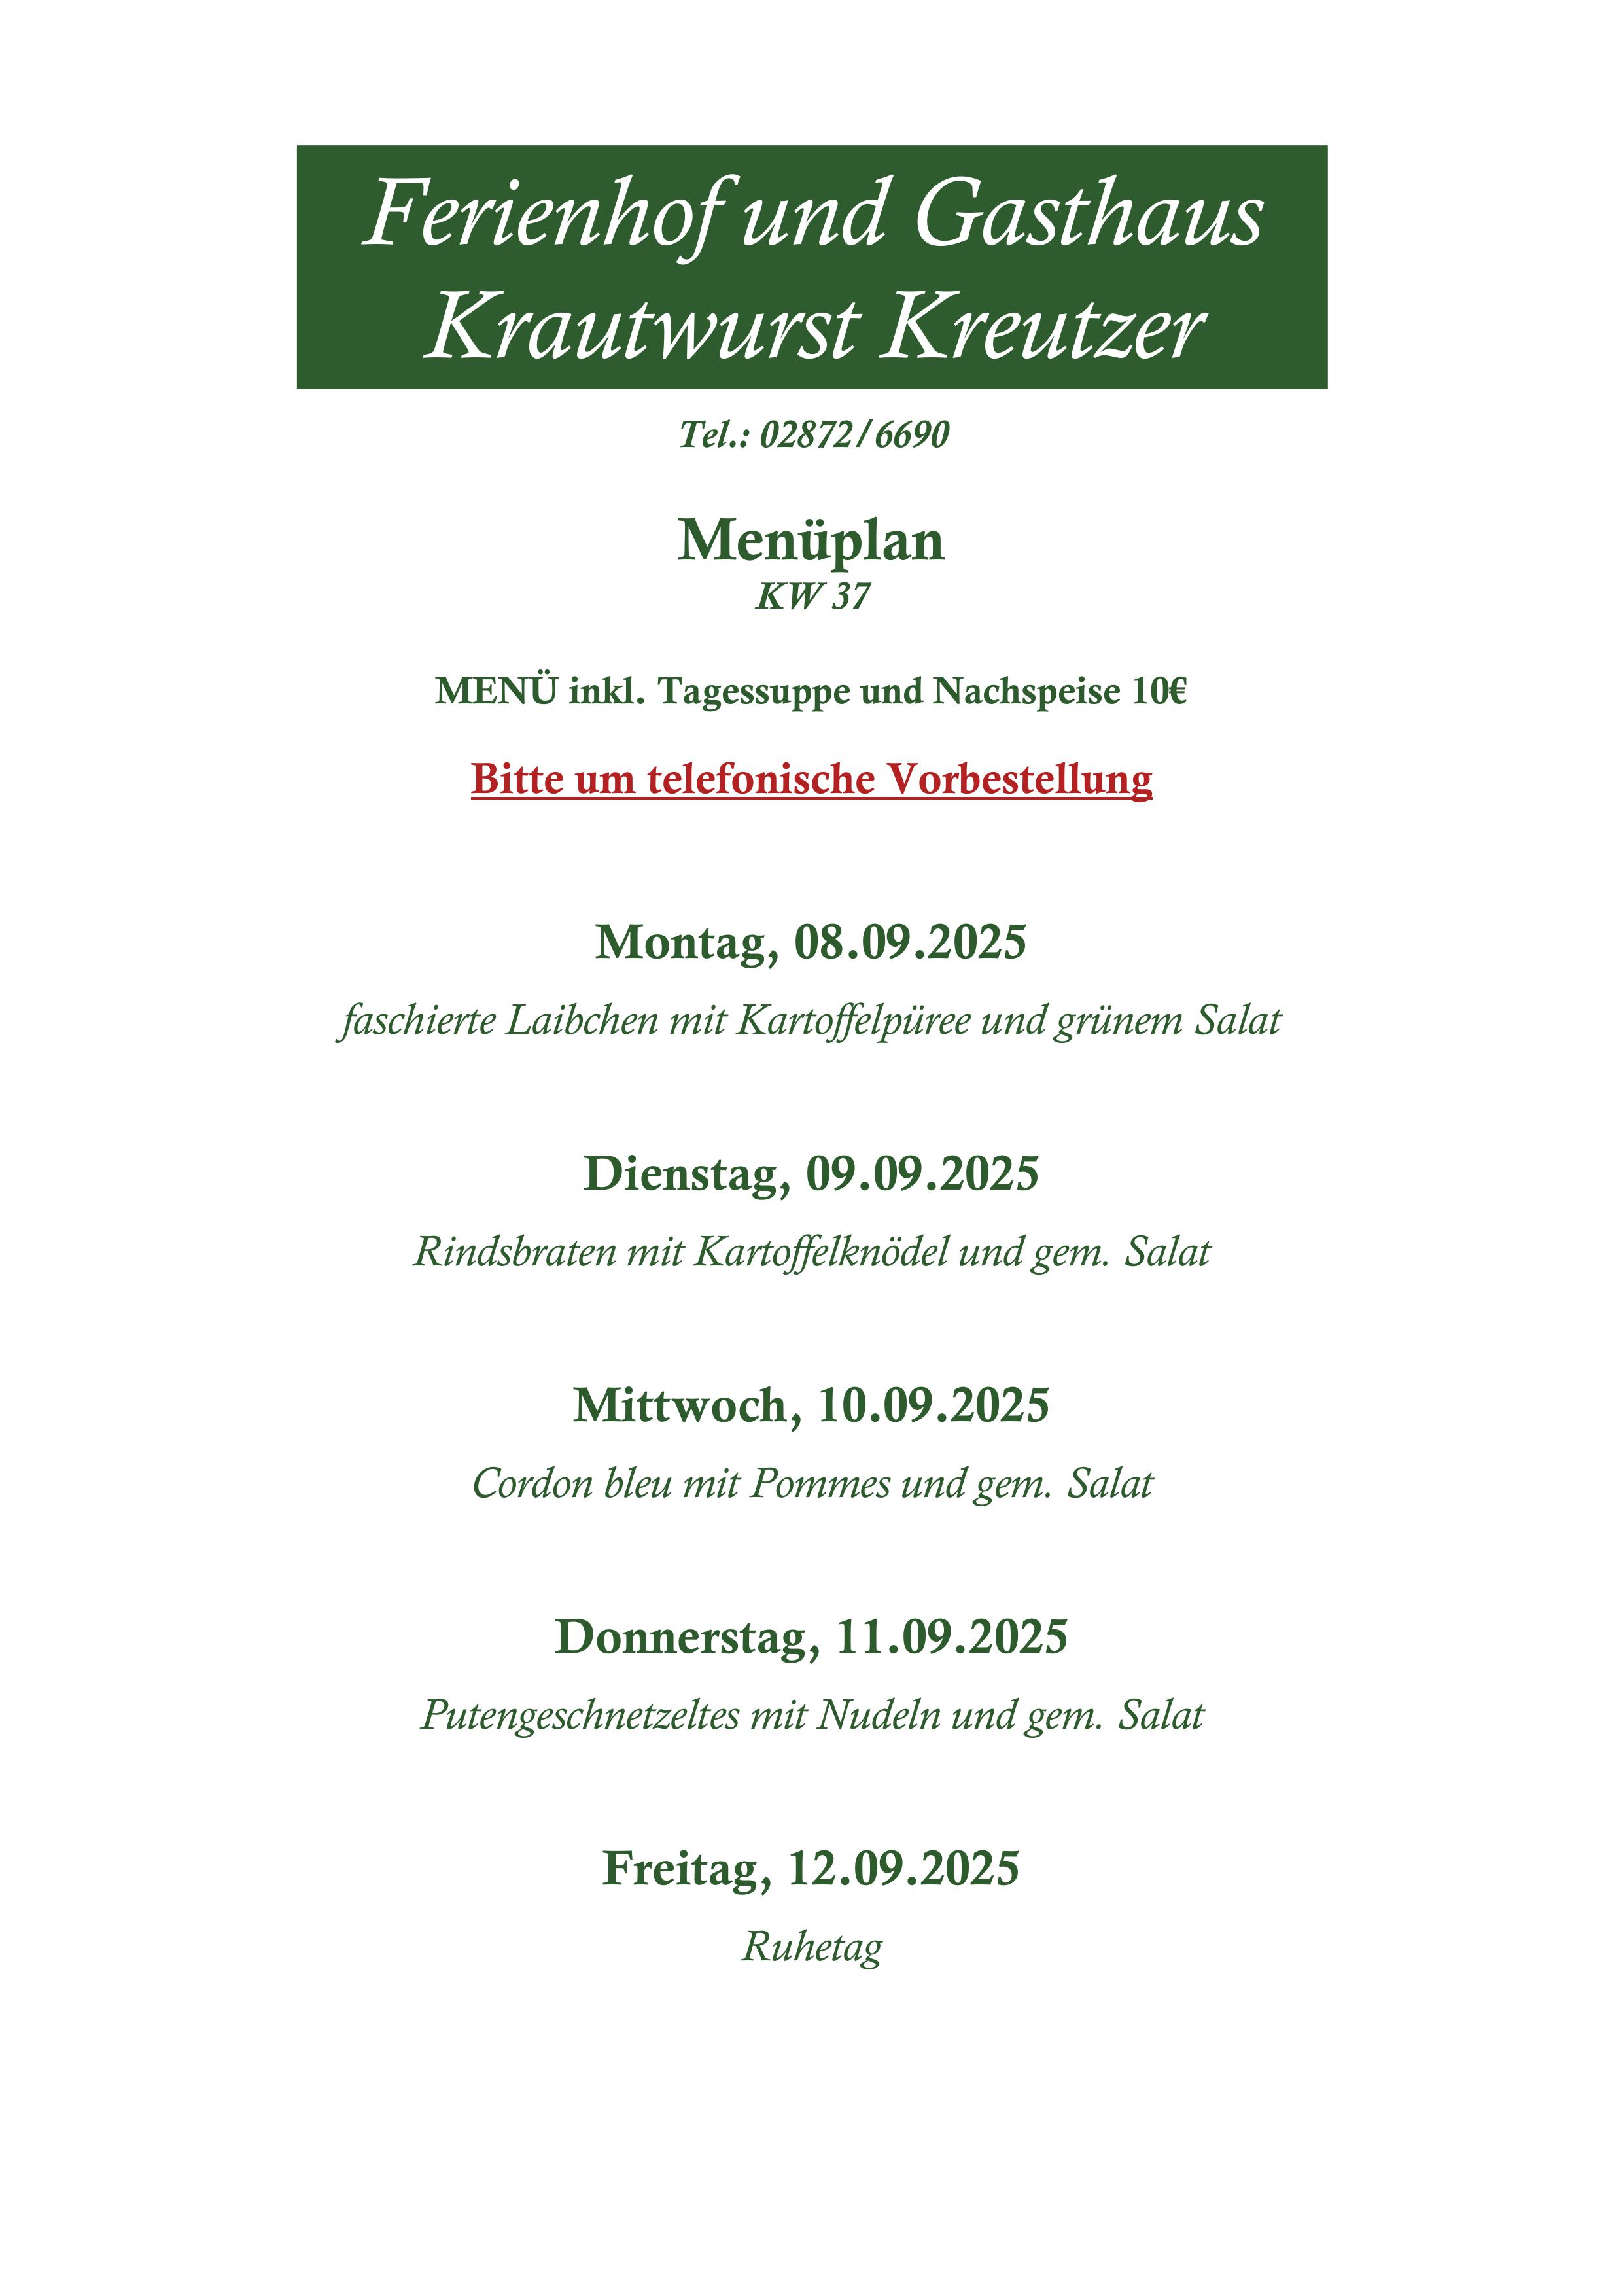 Ferienhof und Gasthaus
Krautwurst Kreutzer
Tel.: 02872/6690
Menüplan
KW 37
MENÜ inkl. Tagessuppe und Nachspeise 10€
Bitte um telefonische Vorbestellung
Montag, 08.09.2025
faschierte Laibchen mit Kartoffelpüree und grünem Salat
Dienstag, 09.09.2025
Rindsbraten mit Kartoffelknödel und gem. Salat
Mittwoch, 10.09.2025
Cordon bleu mit Pommes und gem. Salat
Donnerstag, 11.09.2025
Putengeschnetzeltes mit Nudeln und gem. Salat
Freitag, 12.09.2025
Ruhetag